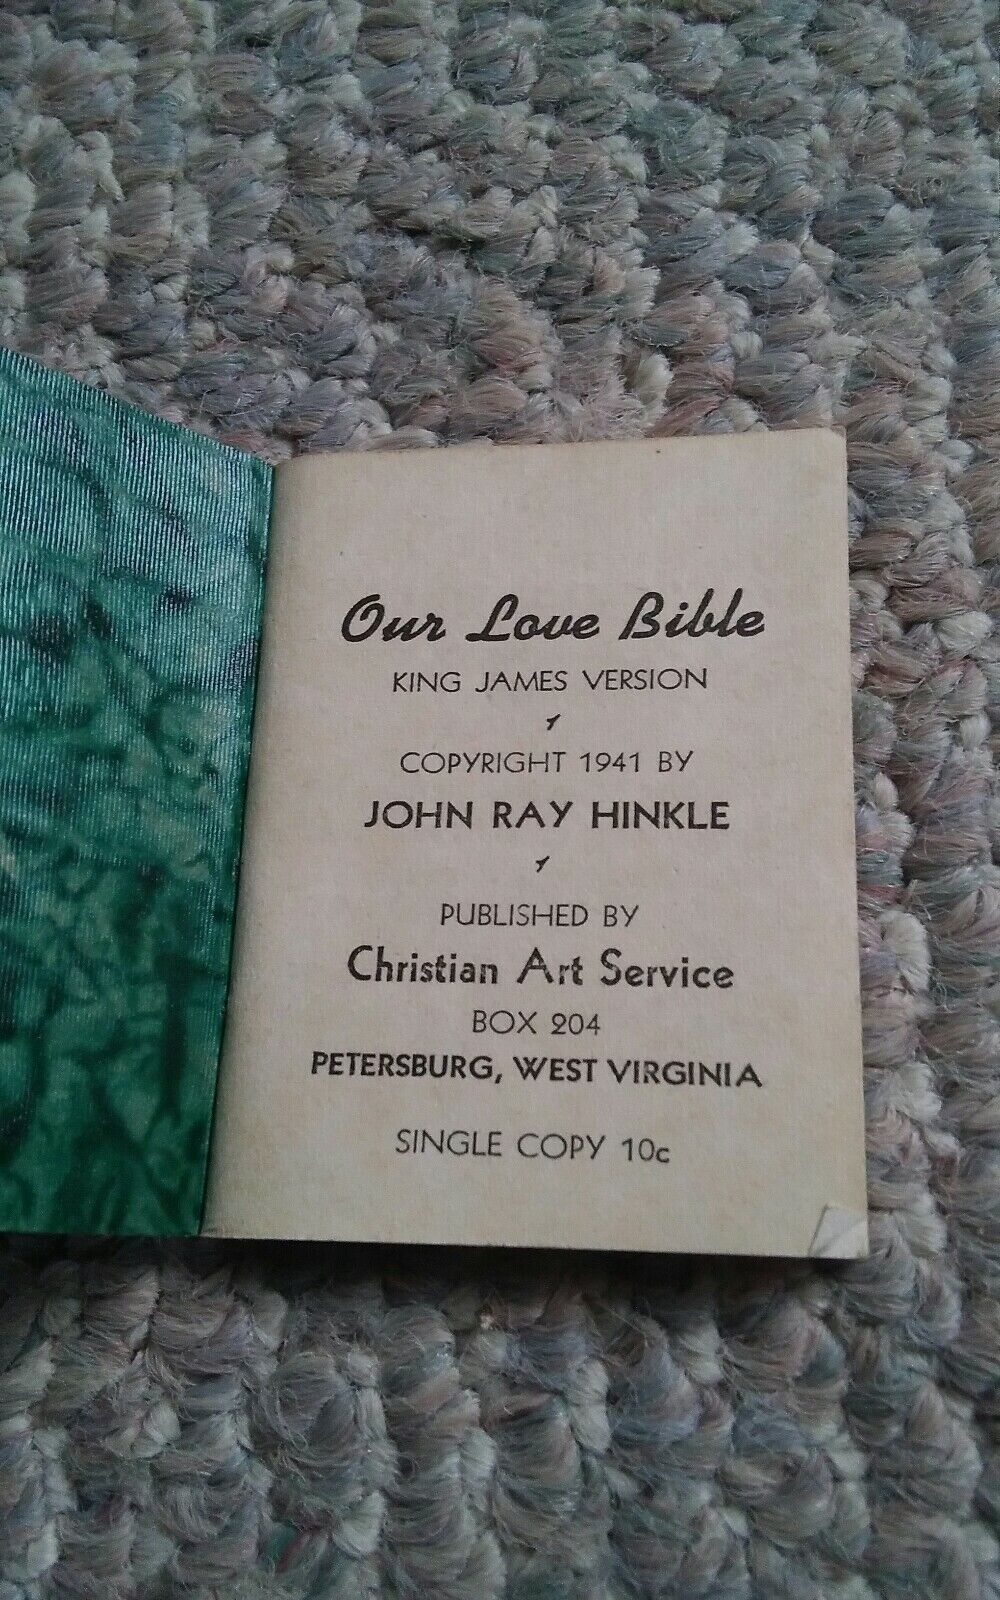 Our Love Bible
KING JAMES VERSION
COPYRIGHT 1941 BY
JOHN RAY HINKLE
PUBLISHED BY
Christian Art Service
BOX 204
PETERSBURG, WEST VIRGINIA
SINGLE COPY 10c